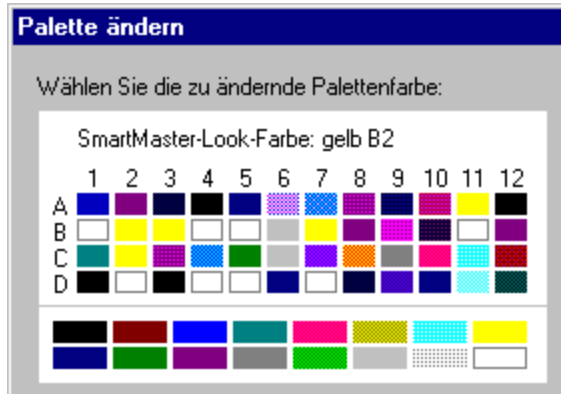 Palette ändern
Wählen Sie die zu ändernde Palettenfarbe:
SmartMaster-Look-Farbe: gelb B2
1 2 3 4 5 6 7 8 9 10 11 12
A
B
C
D